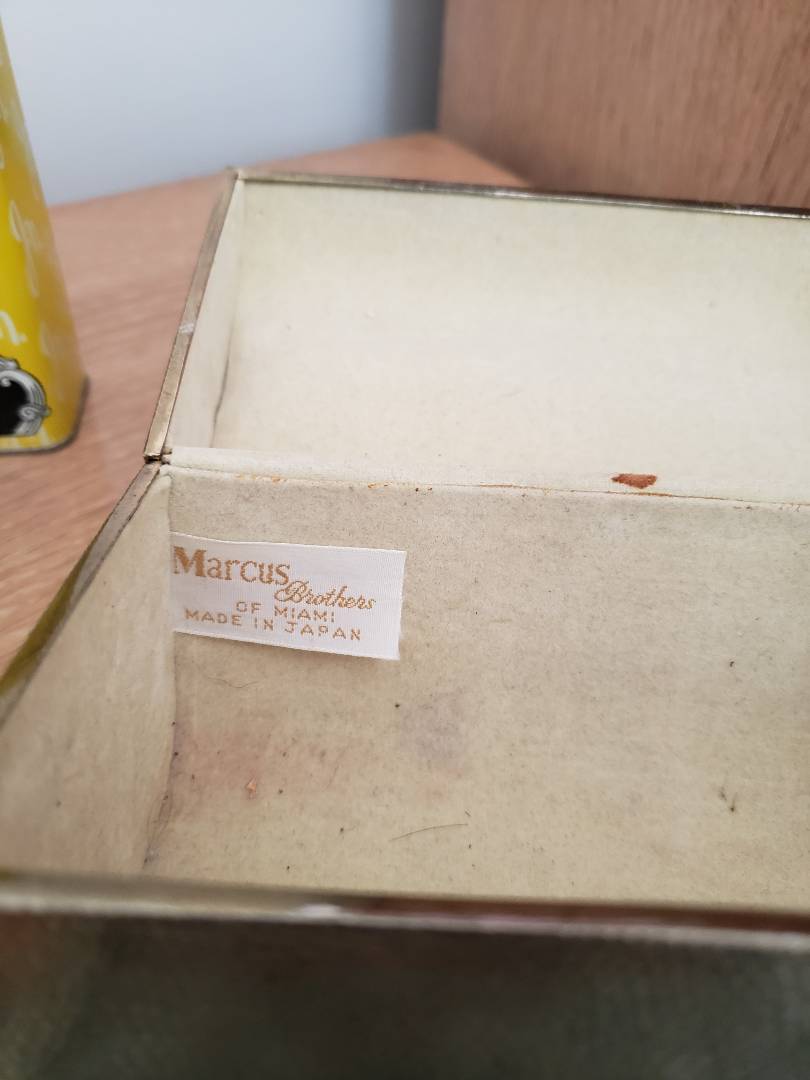 Marcus
Brothers
OF MIAMI
MADE IN JAPAN